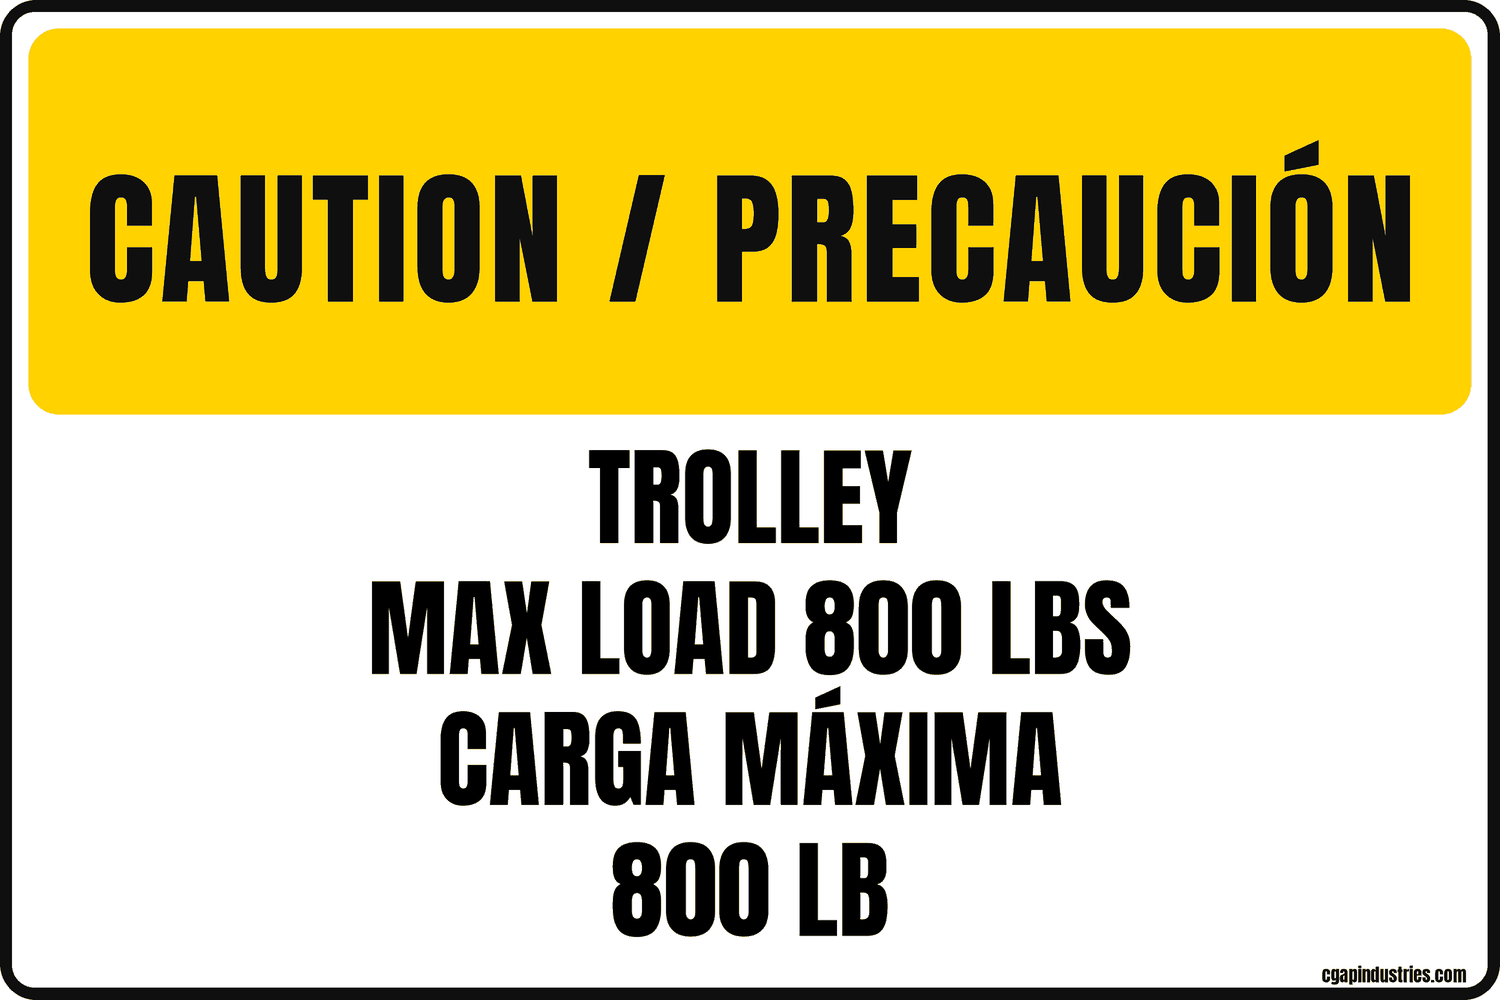 CAUTION / PRECAUCIÓN
TROLLEY
MAX LOAD 800 LBS
CARGA MÁXIMA
800 LB
cgapindustries.com